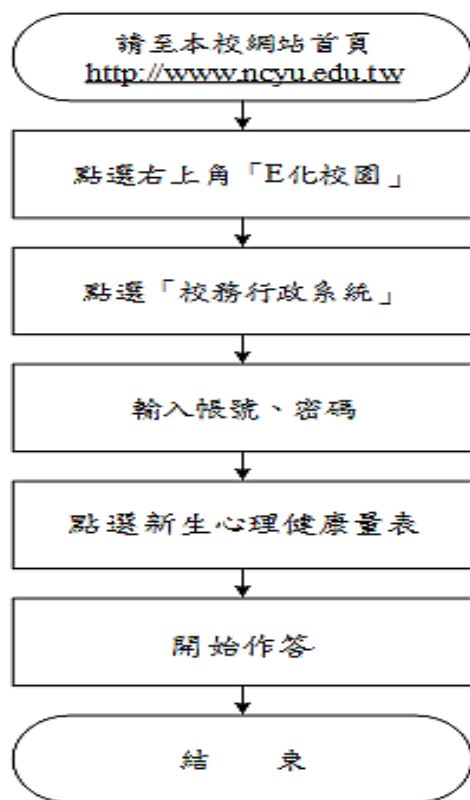 請至本校網站首頁
http://www.ncyu.edu.tw
點選右上角「E化校園」
點選「校務行政系統」
輸入帳號、密碼
點選新生心理健康量表
開始作答
結　束